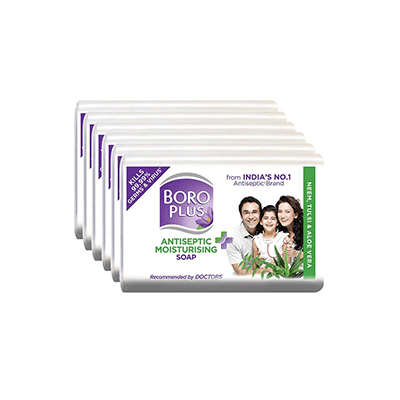 KILLS
99.99%
GERMS & VIRUS*
BORO
PLUS
ANTISEPTIC
MOISTURISING
SOAP
Recommended by DOCTORS
from INDIA'S NO.1
Antiseptic Brand
NEEM, TULSI & ALOE VERA